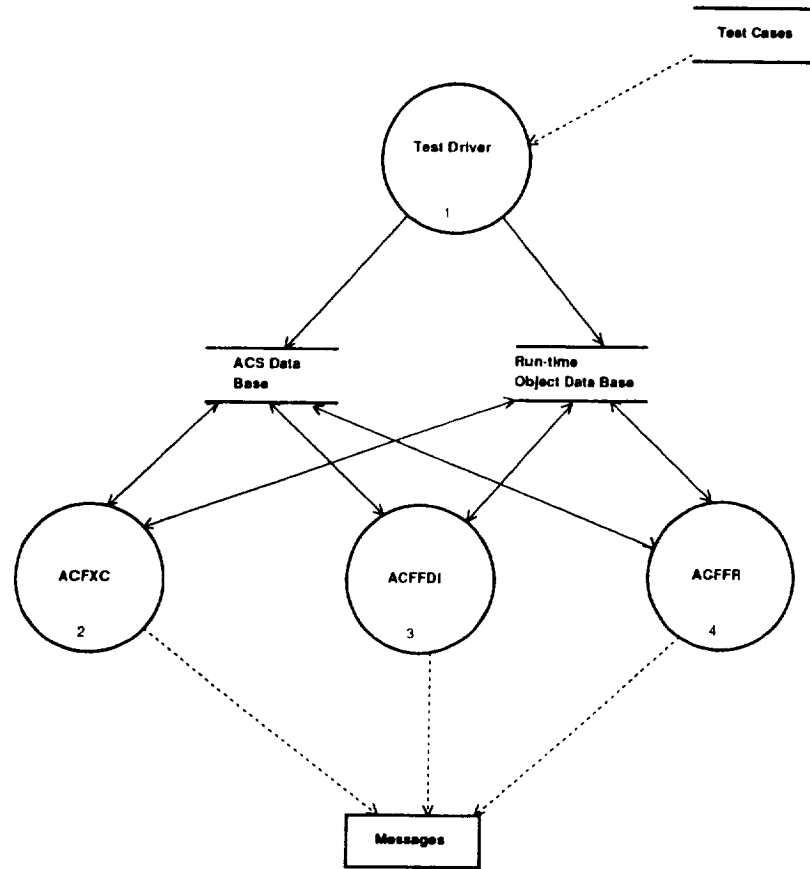 Test Cases
Test Driver
1
ACS Data
Base
Run-time
Object Data Base
ACFXC
2
ACFFDI
3
ACFFR
4
Messages